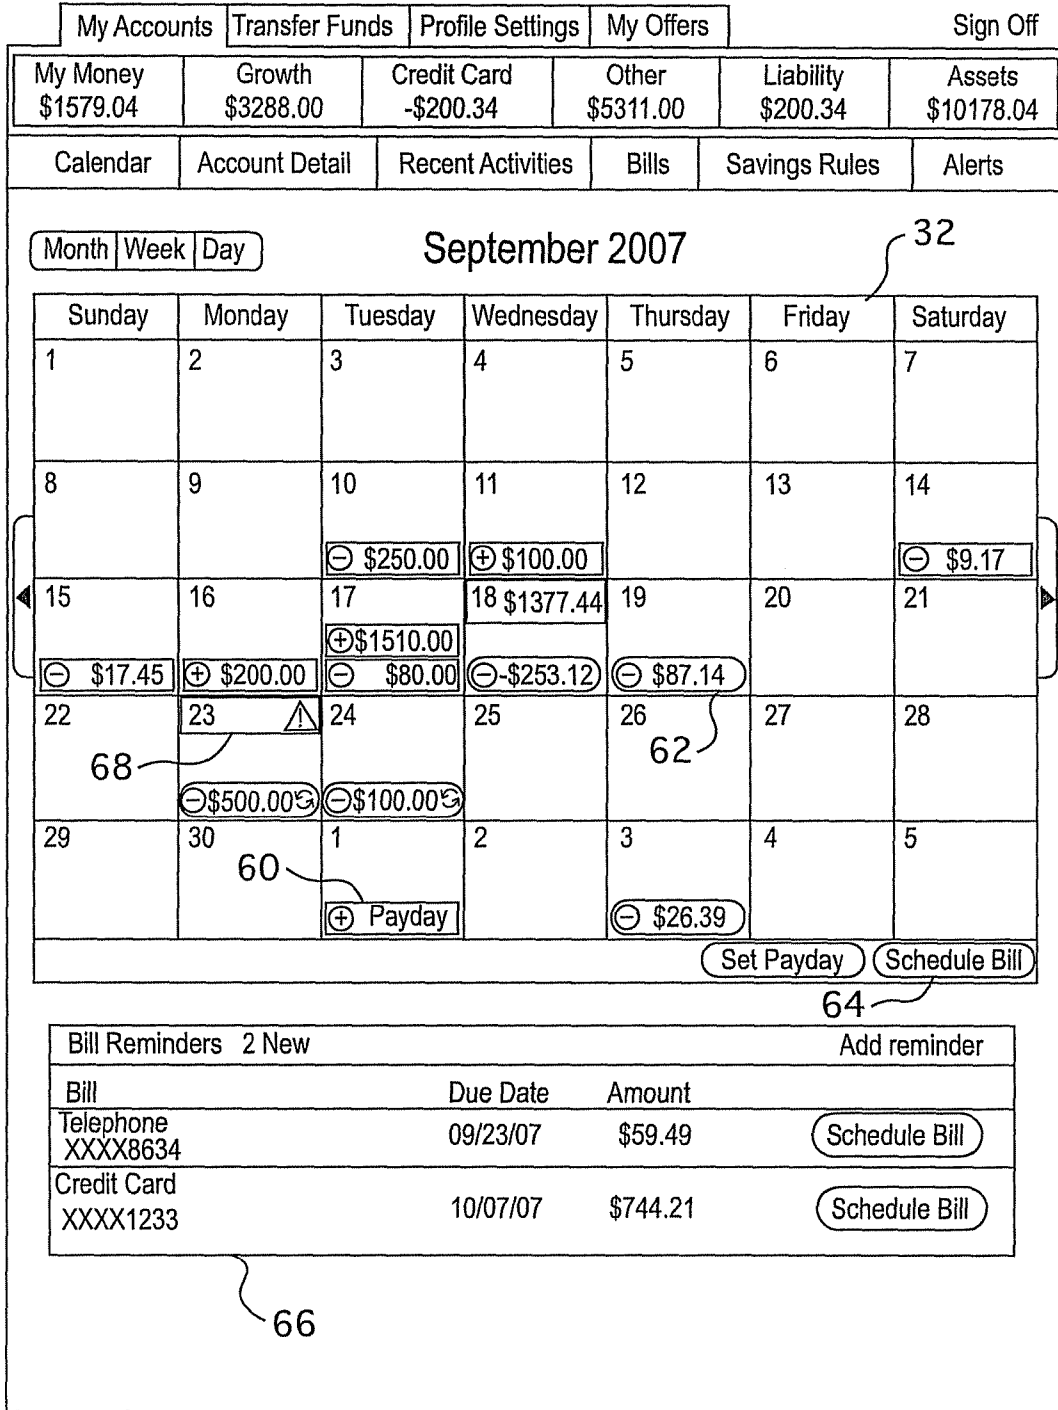 My Accounts Transfer Funds Profile Settings My Offers Sign Off
My Money Growth Credit Card Other Liability Assets
$1579.04 $3288.00 -$200.34 $5311.00 $200.34 $10178.04
Calendar Account Detail Recent Activities Bills Savings Rules Alerts
Month Week Day September 2007 32
Sunday Monday Tuesday Wednesday Thursday Friday Saturday
1 2 3 4 5 6 7
8 9 10 11 12 13 14
⊖ $250.00 ⊕ $100.00 ⊖ $9.17
15 16 17 18 $1377.44 19 20 21
⊕$1510.00
⊖ $17.45 ⊕ $200.00 ⊖ $80.00 ⊖-$253.12 ⊖ $87.14
22 23 24 25 26 27 28
68 62
⊖$500.00 ⊖$100.00
29 30 1 2 3 4 5
60
⊕ Payday ⊖ $26.39
Set Payday Schedule Bill
64
Bill Reminders 2 New Add reminder
Bill Due Date Amount
Telephone
XXXX8634 09/23/07 $59.49 Schedule Bill
Credit Card
XXXX1233 10/07/07 $744.21 Schedule Bill
66